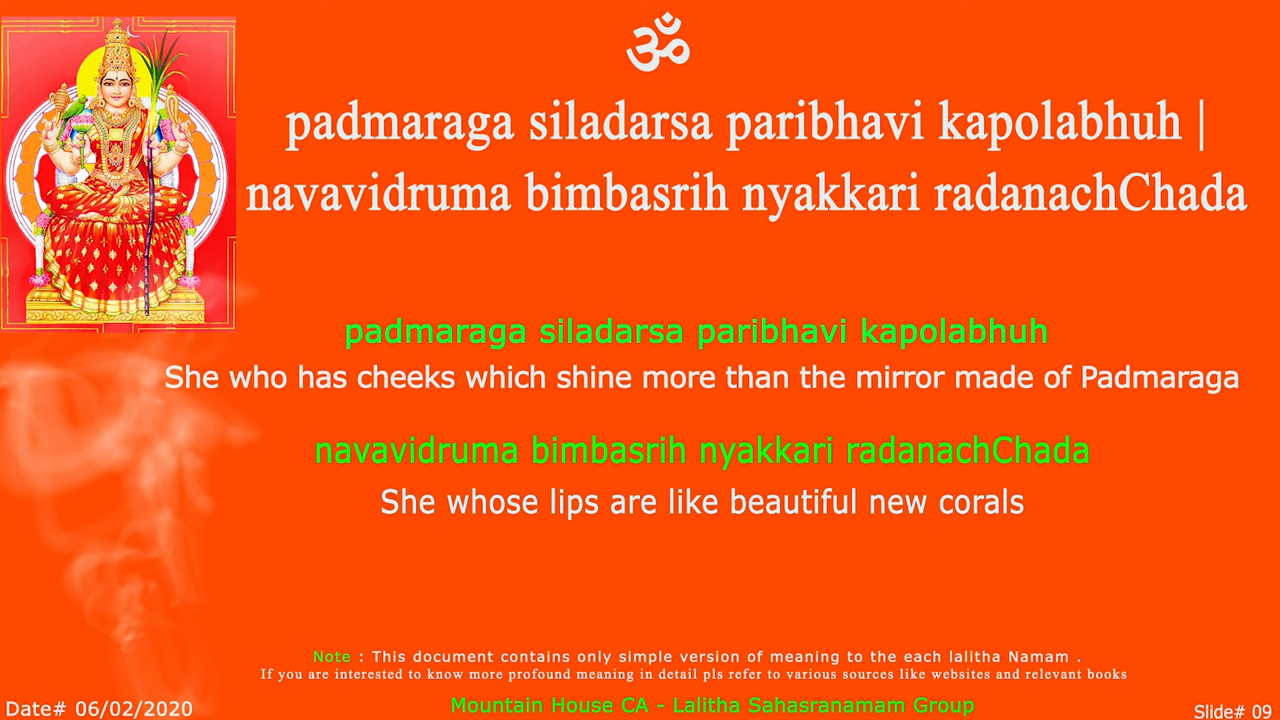 ॐ
padmaraga siladarsa paribhavi kapolabhuh |
navavidruma bimbasrih nyakkari radanachChada
padmaraga siladarsa paribhavi kapolabhuh
She who has cheeks which shine more than the mirror made of Padmaraga
navavidruma bimbasrih nyakkari radanachChada
She whose lips are like beautiful new corals
Note : This document contains only simple version of meaning to the each lalitha Namam .
If you are interested to know more profound meaning in detail pls refer to various sources like websites and relevant books
Mountain House CA - Lalitha Sahasranamam Group
Date# 06/02/2020
Slide# 09